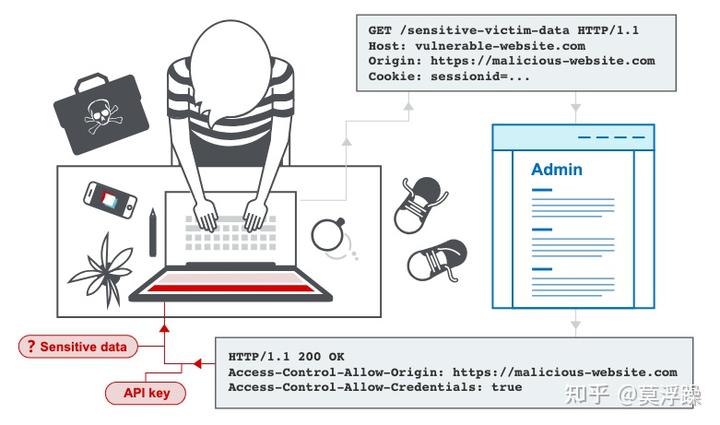 GET /sensitive-victim-data HTTP/1.1
Host: vulnerable-website.com
Origin: https://malicious-website.com
Cookie: sessionid=...
Admin
? Sensitive data
API key
HTTP/1.1 200 OK
Access-Control-Allow-Origin: https://malicious-website.com
Access-Control-Allow-Credentials: true
知乎 @莫浮躁